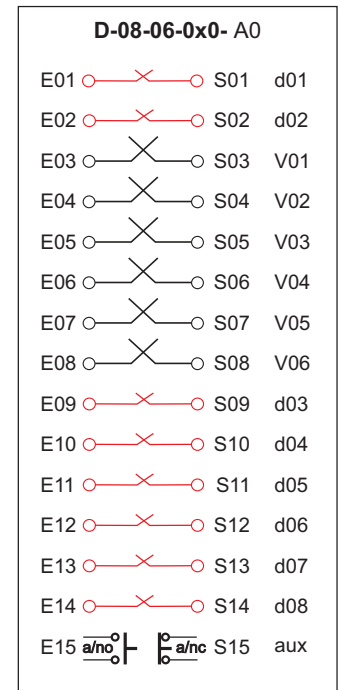 D-08-06-0x0- A0
E01 S01 d01
E02 S02 d02
E03 S03 V01
E04 S04 V02
E05 S05 V03
E06 S06 V04
E07 S07 V05
E08 S08 V06
E09 S09 d03
E10 S10 d04
E11 S11 d05
E12 S12 d06
E13 S13 d07
E14 S14 d08
E15 a/no a/nc S15 aux